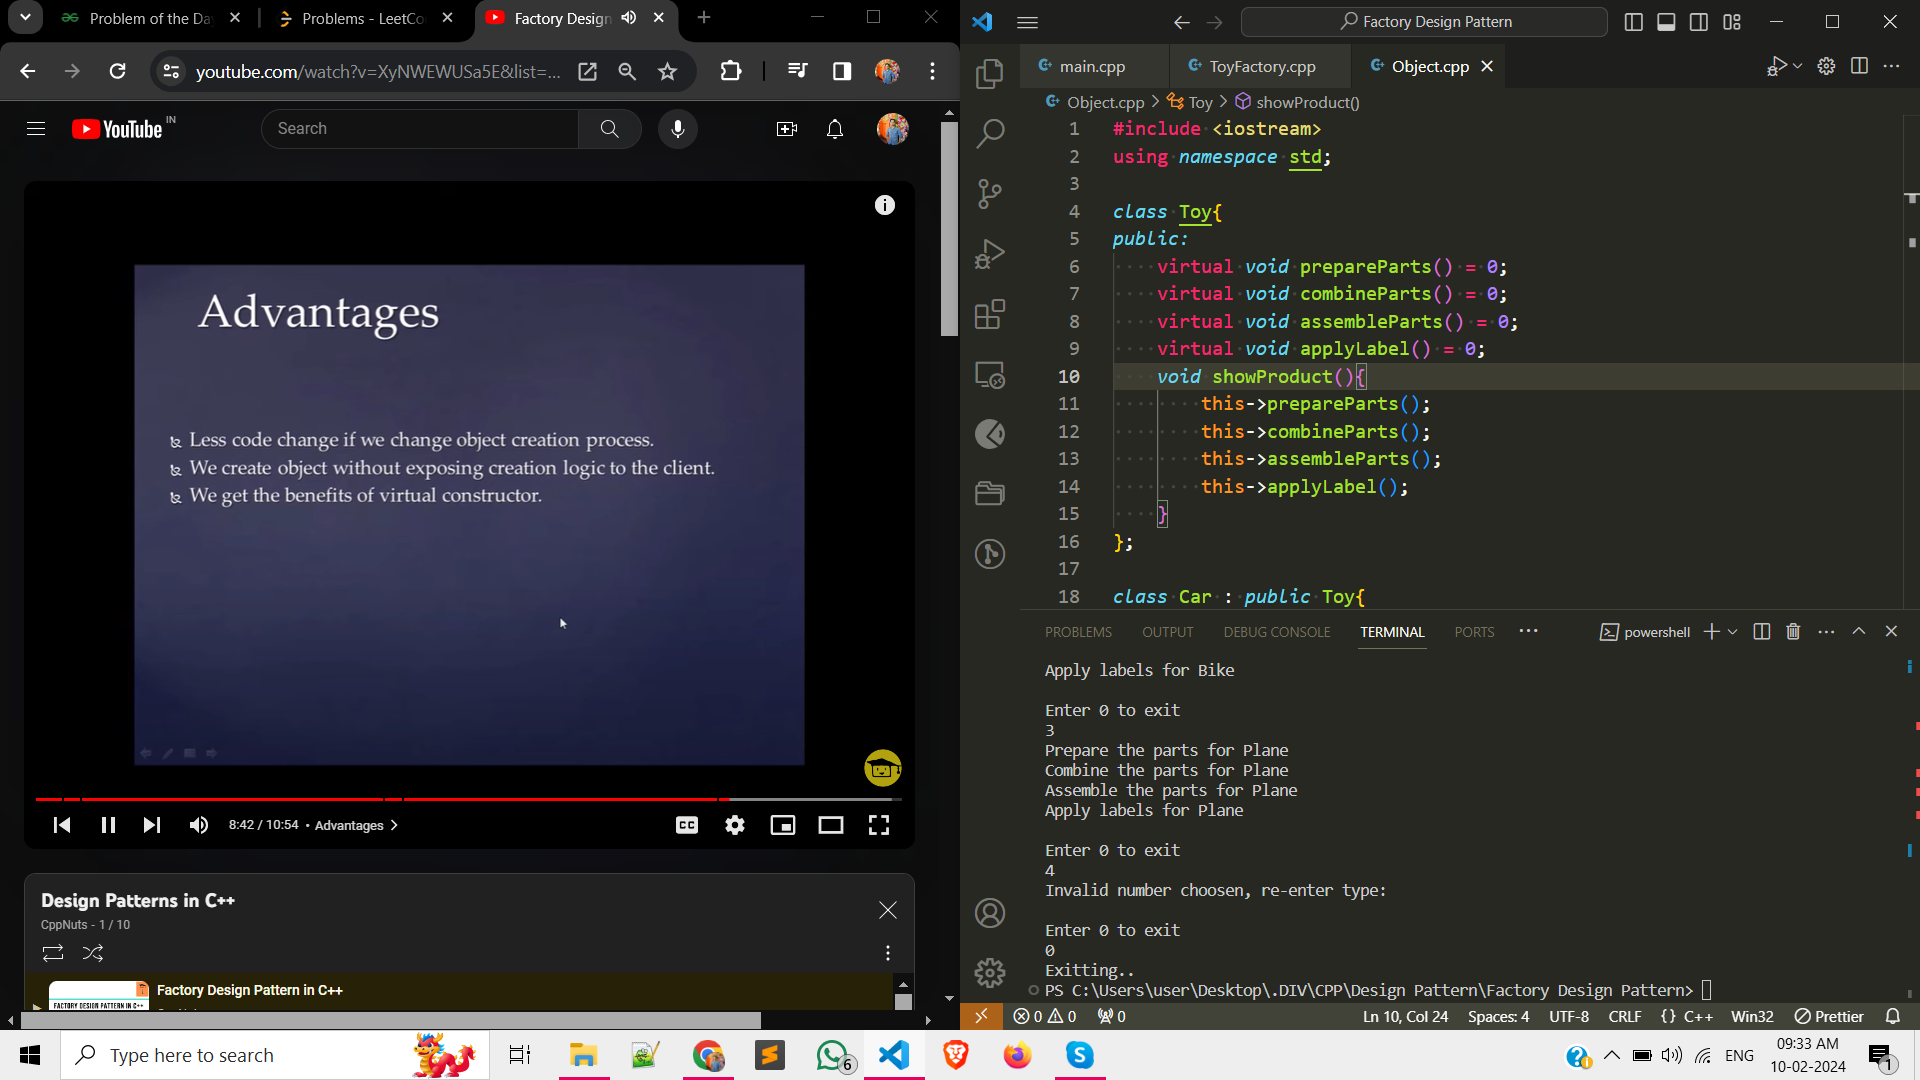 Problem of the Da
Problems - LeetCo
Factory Design
youtube.com/watch?v=XyNWEWUSa5E&list=...
YouTube IN
Search
Advantages
Less code change if we change object creation process.
We create object without exposing creation logic to the client.
We get the benefits of virtual constructor.
8:42 / 10:54 • Advantages
CC
Design Patterns in C++
CppNuts - 1 / 10
FACTORY DESIGN PATTERN IN C++
Factory Design Pattern in C++
Factory Design Pattern
main.cpp
ToyFactory.cpp
Object.cpp
Object.cpp > Toy > showProduct()
1 #include <iostream>
2 using namespace std;
3
4 class Toy{
5 public:
6 virtual void prepareParts() = 0;
7 virtual void combineParts() = 0;
8 virtual void assembleParts() = 0;
9 virtual void applyLabel() = 0;
10 void showProduct(){
11 this->prepareParts();
12 this->combineParts();
13 this->assembleParts();
14 this->applyLabel();
15 }
16 };
17
18 class Car : public Toy{
PROBLEMS OUTPUT DEBUG CONSOLE TERMINAL PORTS ··· powershell
Apply labels for Bike
Enter 0 to exit
3
Prepare the parts for Plane
Combine the parts for Plane
Assemble the parts for Plane
Apply labels for Plane
Enter 0 to exit
4
Invalid number choosen, re-enter type:
Enter 0 to exit
0
Exitting..
PS C:\Users\user\Desktop\.DIV\CPP\Design Pattern\Factory Design Pattern>
0 0 0 Ln 10, Col 24 Spaces: 4 UTF-8 CRLF {} C++ Win32 Prettier
Type here to search
6
ENG
09:33 AM
10-02-2024
1